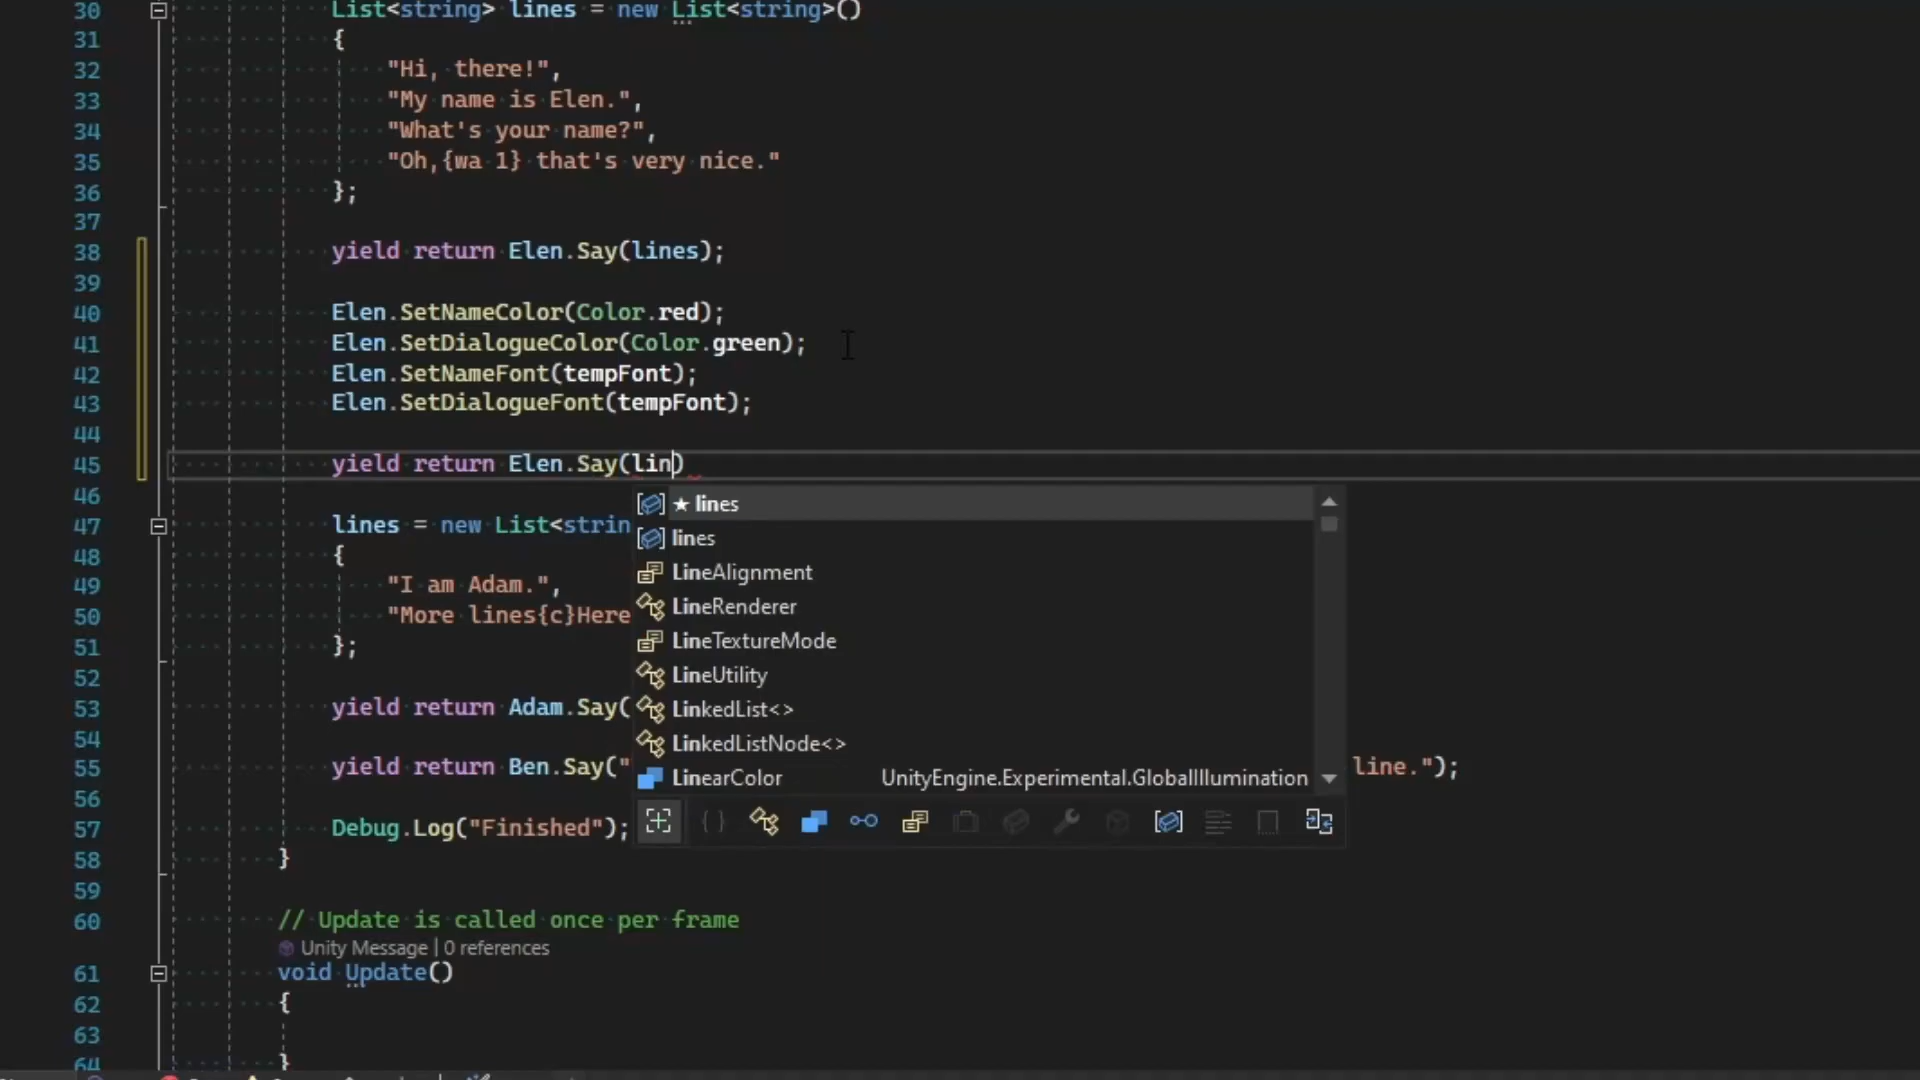 30 List<string> lines = new List<string>()
31 {
32 "Hi, there!",
33 "My name is Elen.",
34 "What's your name?",
35 "Oh,{wa 1} that's very nice."
36 };
37
38 yield return Elen.Say(lines);
39
40 Elen.SetNameColor(Color.red);
41 Elen.SetDialogueColor(Color.green);
42 Elen.SetNameFont(tempFont);
43 Elen.SetDialogueFont(tempFont);
44
45 yield return Elen.Say(lin)
★ lines
lines
LineAlignment
LineRenderer
LineTextureMode
LineUtility
LinkedList<>
LinkedListNode<>
LinearColor UnityEngine.Experimental.GlobalIllumination
46
47 lines = new List<strin
48 {
49 "I am Adam.",
50 "More lines{c}Here
51 };
52
53 yield return Adam.Say(
54
55 yield return Ben.Say(" line.");
56
57 Debug.Log("Finished");
58 }
59
60 // Update is called once per frame
Unity Message | 0 references
61 void Update()
62 {
63
64 }